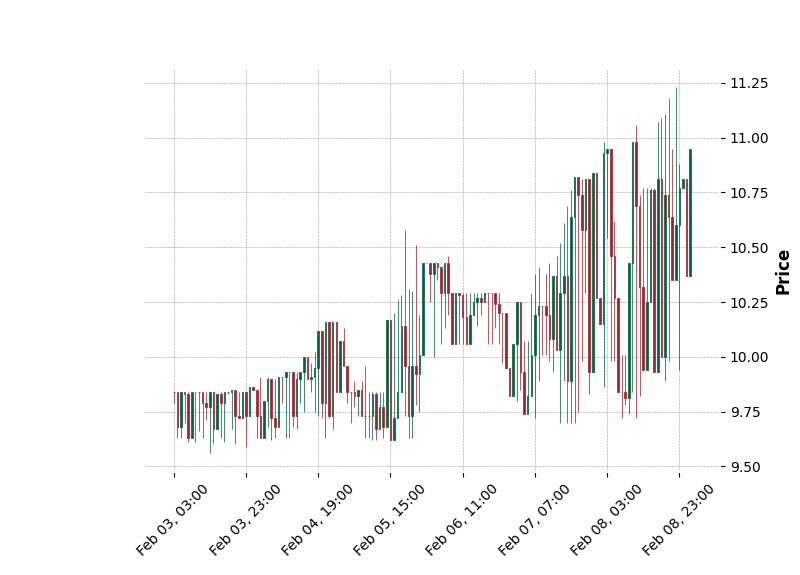 11.25
11.00
10.75
10.50
10.25
10.00
9.75
9.50
Price
Feb 03, 03:00
Feb 03, 23:00
Feb 04, 19:00
Feb 05, 15:00
Feb 06, 11:00
Feb 07, 07:00
Feb 08, 03:00
Feb 08, 23:00